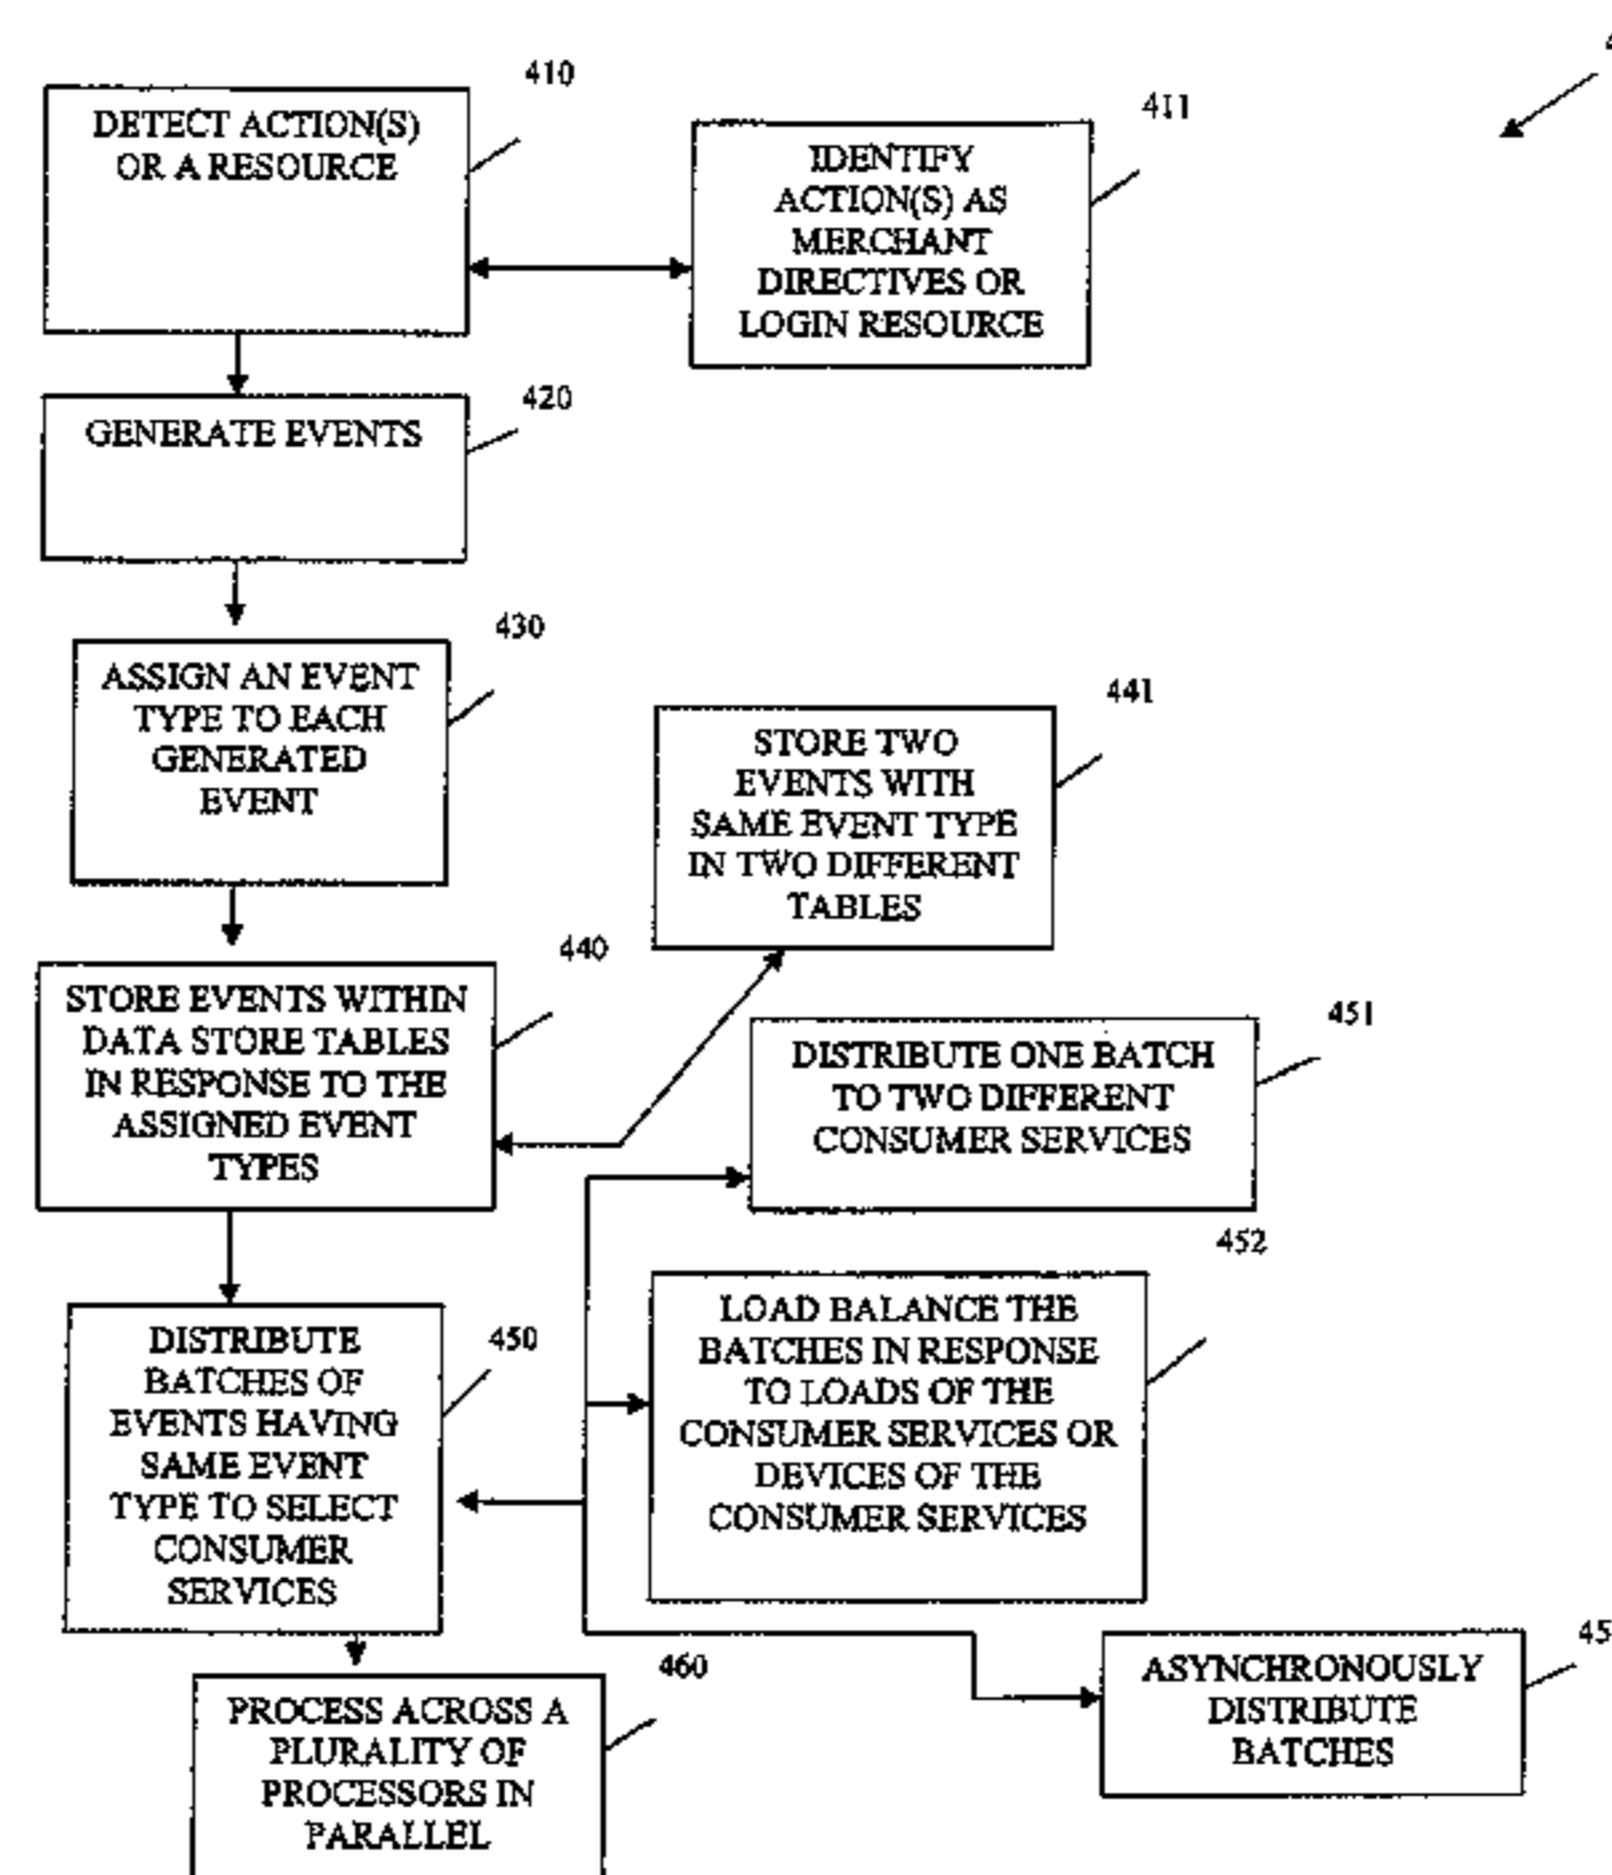 410
DETECT ACTION(S)
OR A RESOURCE
411
IDENTIFY
ACTION(S) AS
MERCHANT
DIRECTIVES OR
LOGIN RESOURCE
420
GENERATE EVENTS
430
ASSIGN AN EVENT
TYPE TO EACH
GENERATED
EVENT
441
STORE TWO
EVENTS WITH
SAME EVENT TYPE
IN TWO DIFFERENT
TABLES
440
STORE EVENTS WITHIN
DATA STORE TABLES
IN RESPONSE TO THE
ASSIGNED EVENT
TYPES
451
DISTRIBUTE ONE BATCH
TO TWO DIFFERENT
CONSUMER SERVICES
452
LOAD BALANCE THE
BATCHES IN RESPONSE
TO LOADS OF THE
CONSUMER SERVICES OR
DEVICES OF THE
CONSUMER SERVICES
450
DISTRIBUTE
BATCHES OF
EVENTS HAVING
SAME EVENT
TYPE TO SELECT
CONSUMER
SERVICES
45
ASYNCHRONOUSLY
DISTRIBUTE
BATCHES
460
PROCESS ACROSS A
PLURALITY OF
PROCESSORS IN
PARALLEL